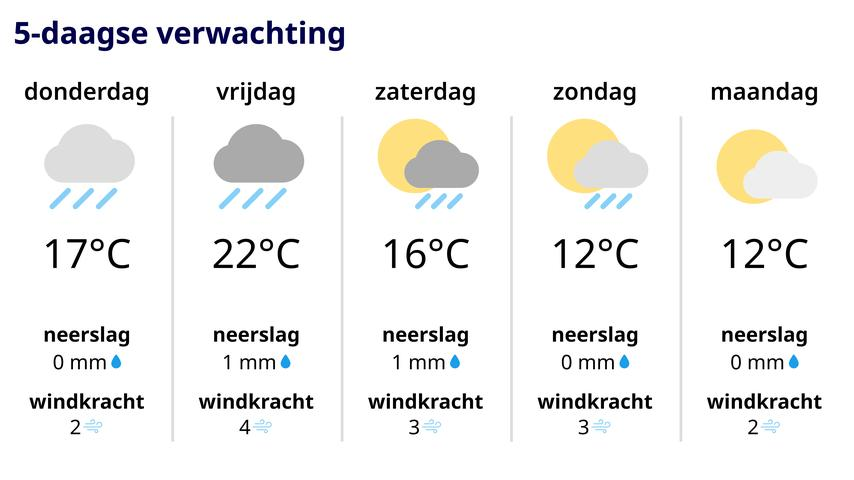 5-daagse verwachting
donderdag vrijdag zaterdag zondag maandag
17°C 22°C 16°C 12°C 12°C
neerslag neerslag neerslag neerslag neerslag
0 mm 1 mm 1 mm 0 mm 0 mm
windkracht windkracht windkracht windkracht windkracht
2 4 3 3 2